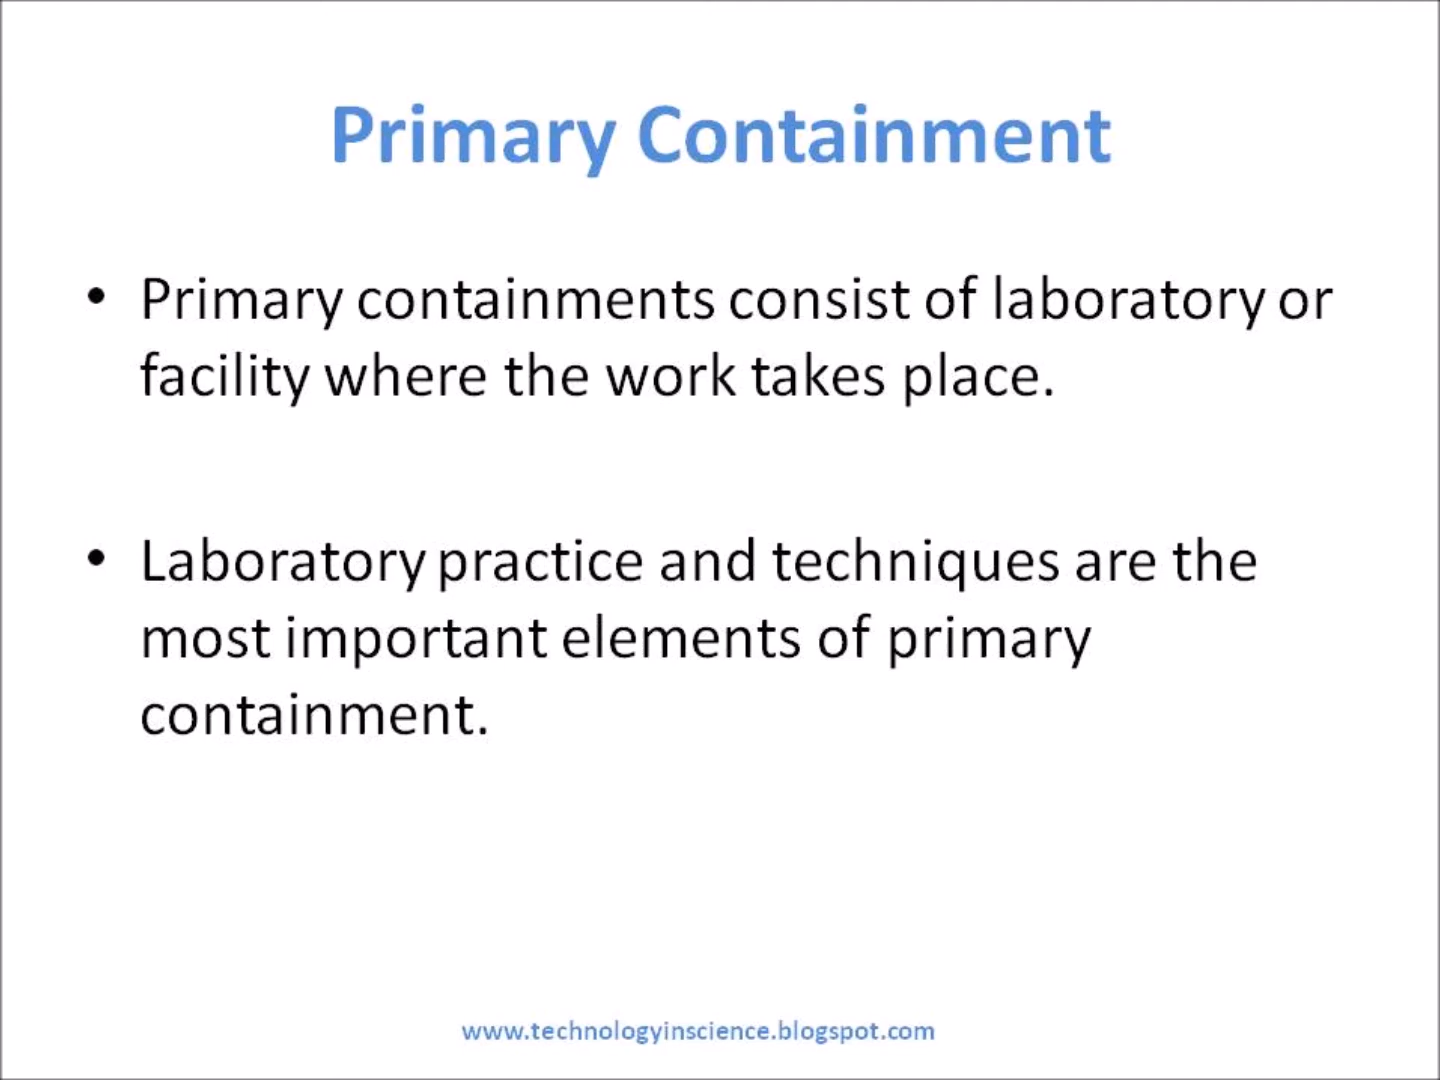 Primary Containment
• Primary containments consist of laboratory or
facility where the work takes place.
• Laboratory practice and techniques are the
most important elements of primary
containment.
www.technologyinscience.blogspot.com